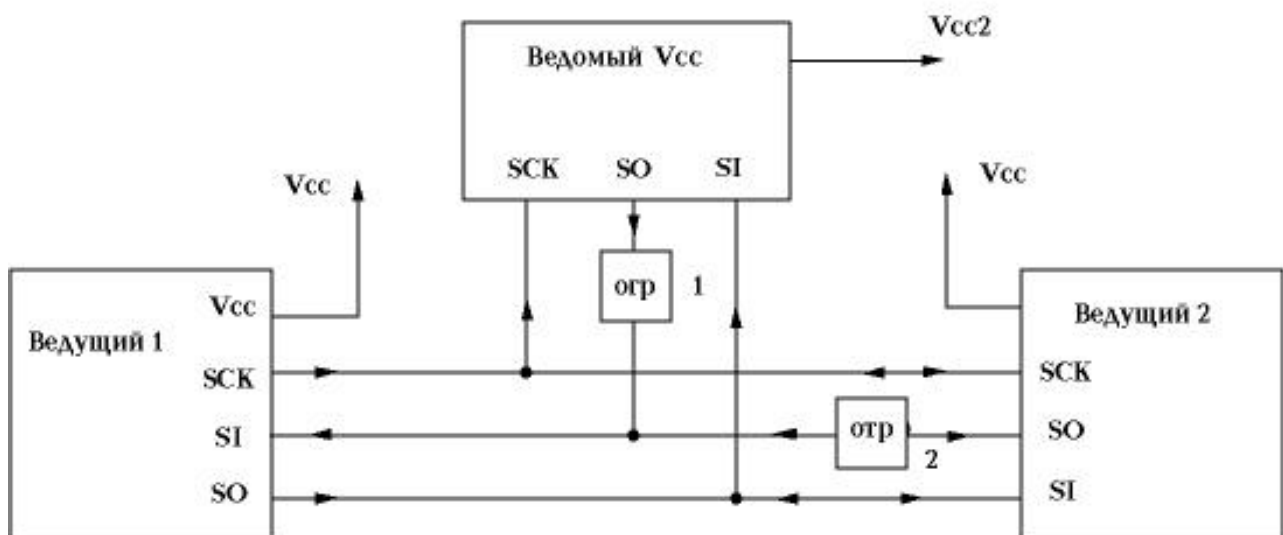 Vcc2
Ведомый Vcc
SCK SO SI
Vcc
Vcc
огр 1
Vcc
Ведущий 1
Ведущий 2
SCK
SCK
SI
отр
2
SO
SO
SI